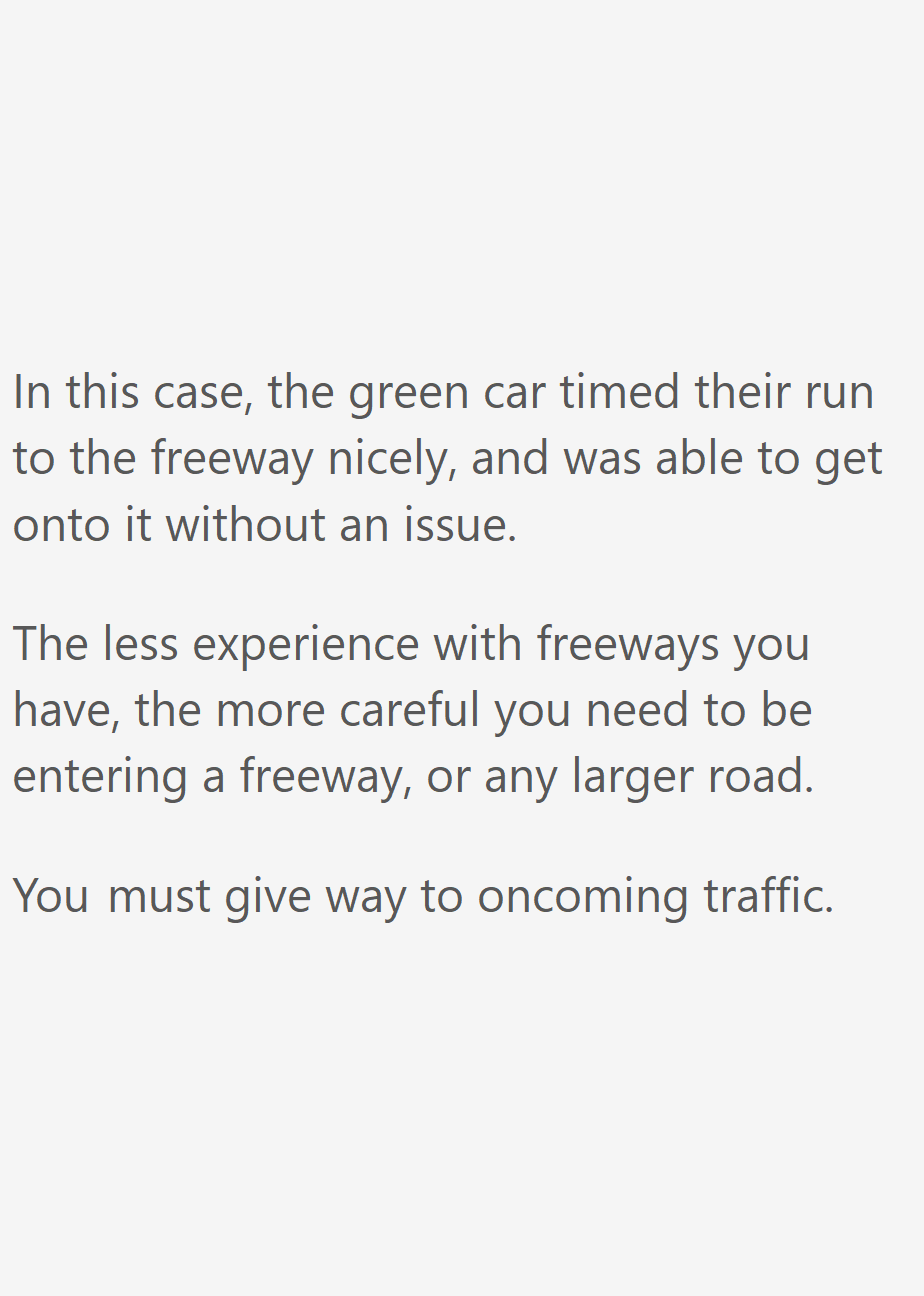 In this case, the green car timed their run
to the freeway nicely, and was able to get
onto it without an issue.
The less experience with freeways you
have, the more careful you need to be
entering a freeway, or any larger road.
You must give way to oncoming traffic.